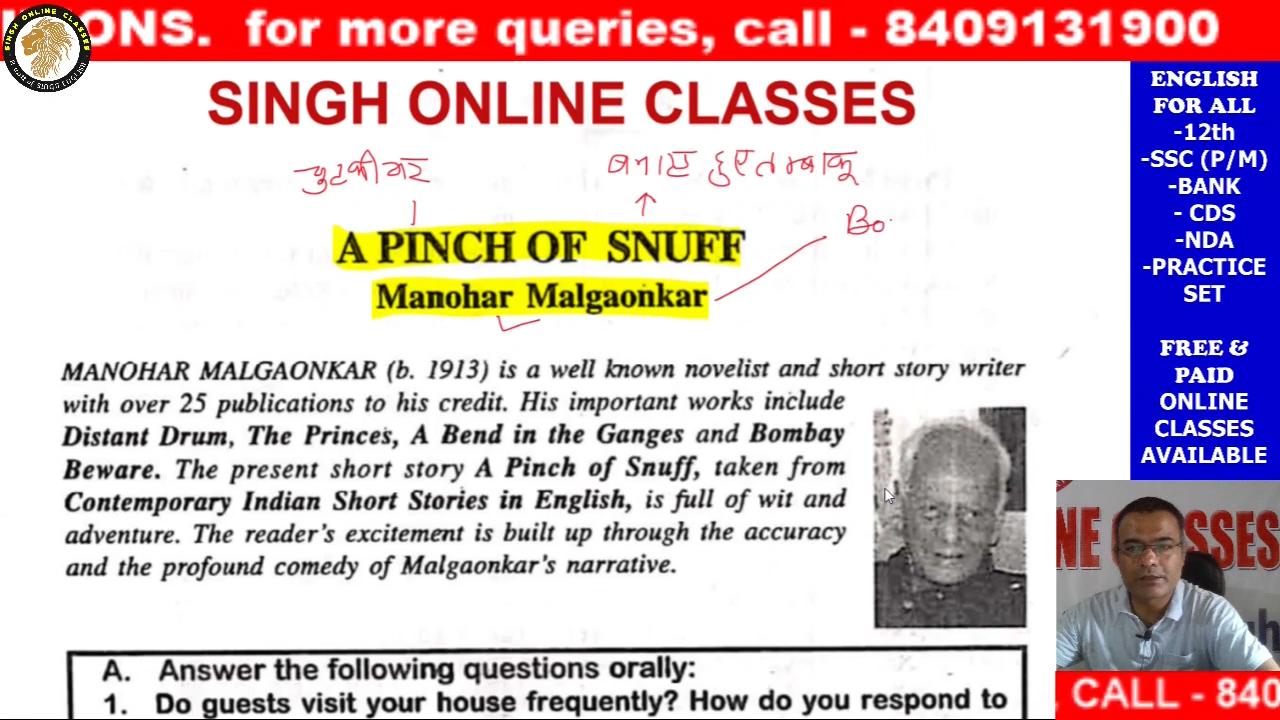 IONS. for more queries, call - 8409131900
SINGH ONLINE CLASSES
SINGH ONLINE CLASSES
चुटकी भर
बनाए हुए तम्बाकू
A PINCH OF SNUFF
Bo
Manohar Malgaonkar
MANOHAR MALGAONKAR (b. 1913) is a well known novelist and short story writer
with over 25 publications to his credit. His important works include
Distant Drum, The Princes, A Bend in the Ganges and Bombay
Beware. The present short story A Pinch of Snuff, taken from
Contemporary Indian Short Stories in English, is full of wit and
adventure. The reader's excitement is built up through the accuracy
and the profound comedy of Malgaonkar's narrative.
A. Answer the following questions orally:
1. Do guests visit your house frequently? How do you respond to
ENGLISH
FOR ALL
-12th
-SSC (P/M)
-BANK
- CDS
-NDA
-PRACTICE
SET
FREE &
PAID
ONLINE
CLASSES
AVAILABLE
NE CLASSES
CALL - 840